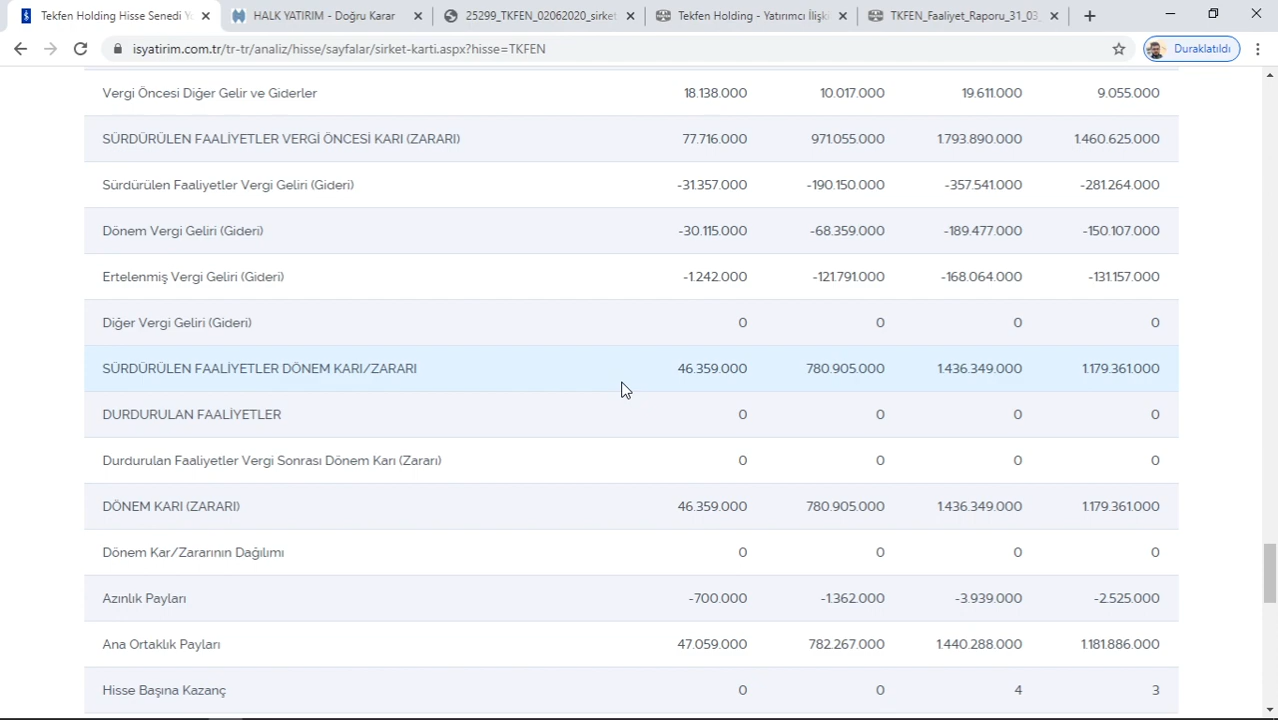 Tekfen Holding Hisse Senedi Y
HALK YATIRIM - Doğru Karar
25299_TKFEN_02062020_sirket
Tekfen Holding - Yatırımcı İlişki
TKFEN_Faaliyet_Raporu_31_03_
isyatirim.com.tr/tr-tr/analiz/hisse/sayfalar/sirket-karti.aspx?hisse=TKFEN
Duraklatıldı
Vergi Öncesi Diğer Gelir ve Giderler 18.138.000 10.017.000 19.611.000 9.055.000
SÜRDÜRÜLEN FAALİYETLER VERGİ ÖNCESİ KARI (ZARARI) 77.716.000 971.055.000 1.793.890.000 1.460.625.000
Sürdürülen Faaliyetler Vergi Geliri (Gideri) -31.357.000 -190.150.000 -357.541.000 -281.264.000
Dönem Vergi Geliri (Gideri) -30.115.000 -68.359.000 -189.477.000 -150.107.000
Ertelenmiş Vergi Geliri (Gideri) -1.242.000 -121.791.000 -168.064.000 -131.157.000
Diğer Vergi Geliri (Gideri) 0 0 0 0
SÜRDÜRÜLEN FAALİYETLER DÖNEM KARI/ZARARI 46.359.000 780.905.000 1.436.349.000 1.179.361.000
DURDURULAN FAALİYETLER 0 0 0 0
Durdurulan Faaliyetler Vergi Sonrası Dönem Karı (Zararı) 0 0 0 0
DÖNEM KARI (ZARARI) 46.359.000 780.905.000 1.436.349.000 1.179.361.000
Dönem Kar/Zararının Dağılımı 0 0 0 0
Azınlık Payları -700.000 -1.362.000 -3.939.000 -2.525.000
Ana Ortaklık Payları 47.059.000 782.267.000 1.440.288.000 1.181.886.000
Hisse Başına Kazanç 0 0 4 3